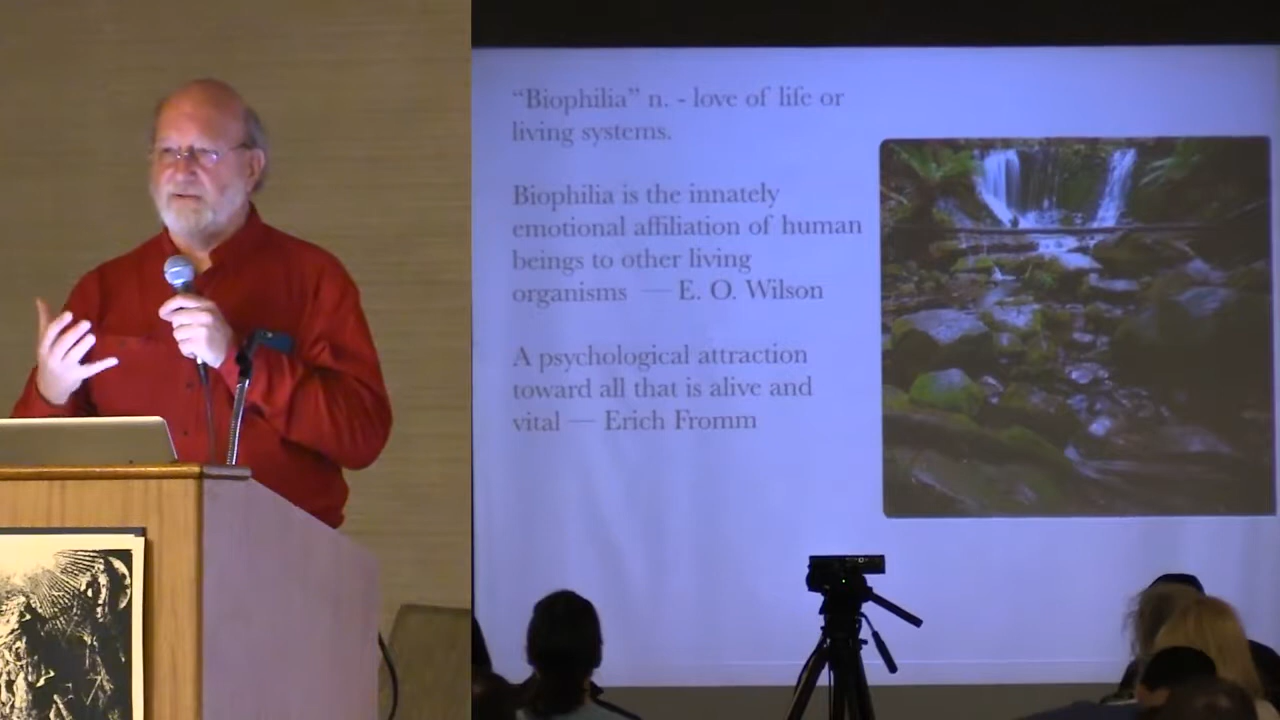 “Biophilia” n. - love of life or
living systems.
Biophilia is the innately
emotional affiliation of human
beings to other living
organisms — E. O. Wilson
A psychological attraction
toward all that is alive and
vital — Erich Fromm